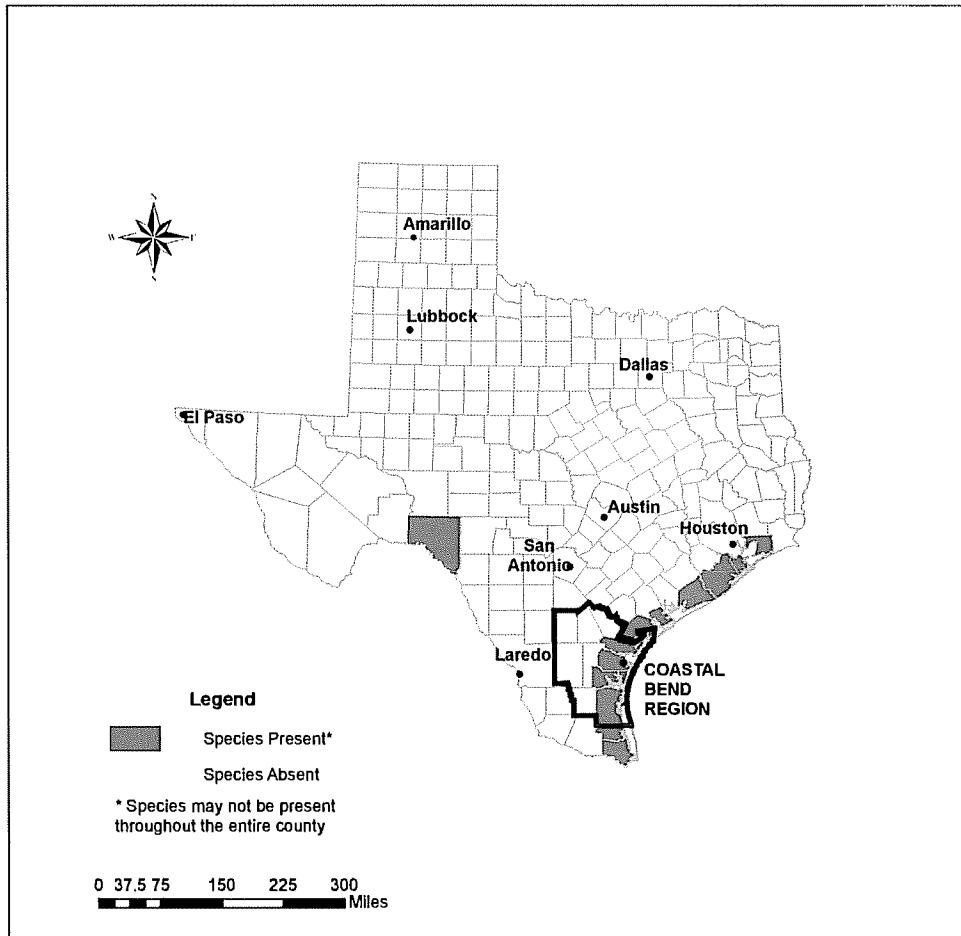 N
W
E
S
Amarillo
Lubbock
Dallas
El Paso
Austin
Houston
San
Antonio
Laredo
COASTAL
BEND
REGION
Legend
Species Present*
Species Absent
* Species may not be present
throughout the entire county
0 37.5 75 150 225 300
Miles